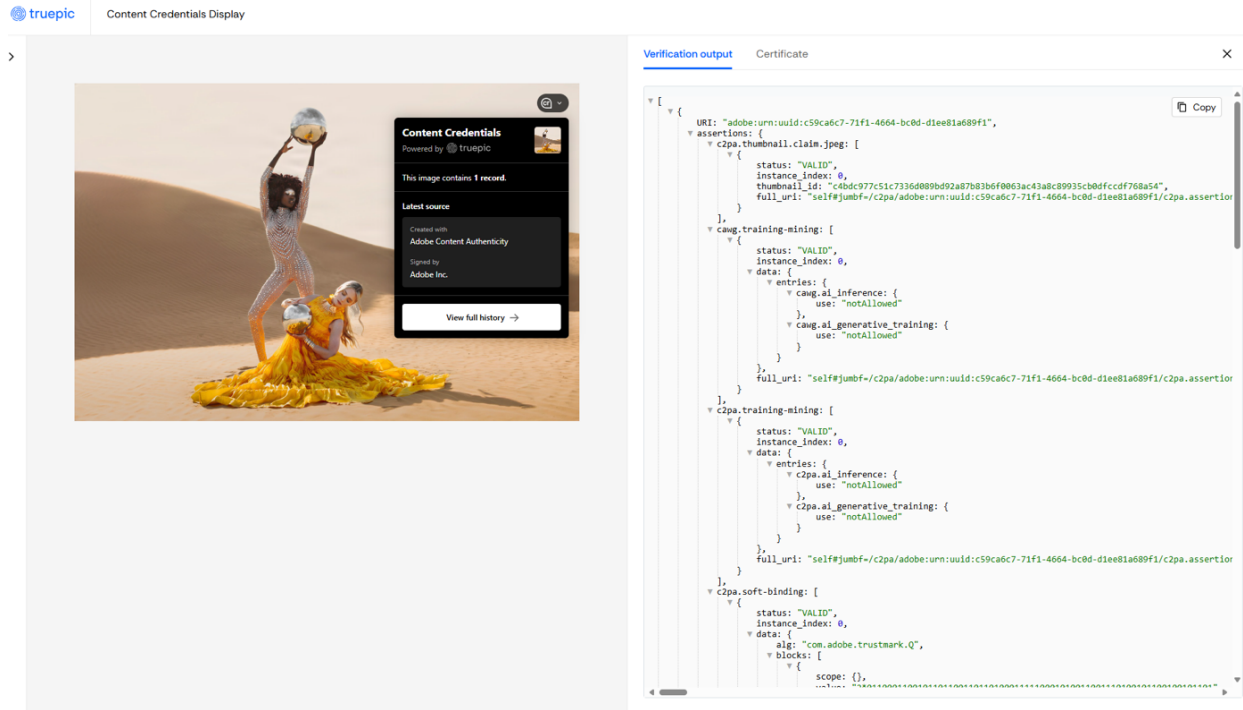 truepic
Content Credentials Display
Content Credentials
Powered by truepic
This image contains 1 record.
Latest source
Created with
Adobe Content Authenticity
Signed by
Adobe Inc.
View full history →
Verification output
Certificate
Copy
[
{
URI: "adobe:urn:uuid:c59ca6c7-71f1-4664-bc0d-d1ee81a689f1",
assertions: {
c2pa.thumbnail.claim.jpeg: [
{
status: "VALID",
instance_index: 0,
thumbnail_id: "c4bdc977c51c7336d089bd92a87b83b6f0063ac43a8c89935cb0dfccdf768a54",
full_uri: "self#jumbf=/c2pa/adobe:urn:uuid:c59ca6c7-71f1-4664-bc0d-d1ee81a689f1/c2pa.assertion
}
],
cawg.training-mining: [
{
status: "VALID",
instance_index: 0,
data: {
entries: {
cawg.ai_inference: {
use: "notAllowed"
},
cawg.ai_generative_training: {
use: "notAllowed"
}
}
},
full_uri: "self#jumbf=/c2pa/adobe:urn:uuid:c59ca6c7-71f1-4664-bc0d-d1ee81a689f1/c2pa.assertion
}
],
c2pa.training-mining: [
{
status: "VALID",
instance_index: 0,
data: {
entries: {
c2pa.ai_inference: {
use: "notAllowed"
},
c2pa.ai_generative_training: {
use: "notAllowed"
}
}
},
full_uri: "self#jumbf=/c2pa/adobe:urn:uuid:c59ca6c7-71f1-4664-bc0d-d1ee81a689f1/c2pa.assertion
}
],
c2pa.soft-binding: [
{
status: "VALID",
instance_index: 0,
data: {
alg: "com.adobe.trustmark.Q",
blocks: [
{
scope: {},